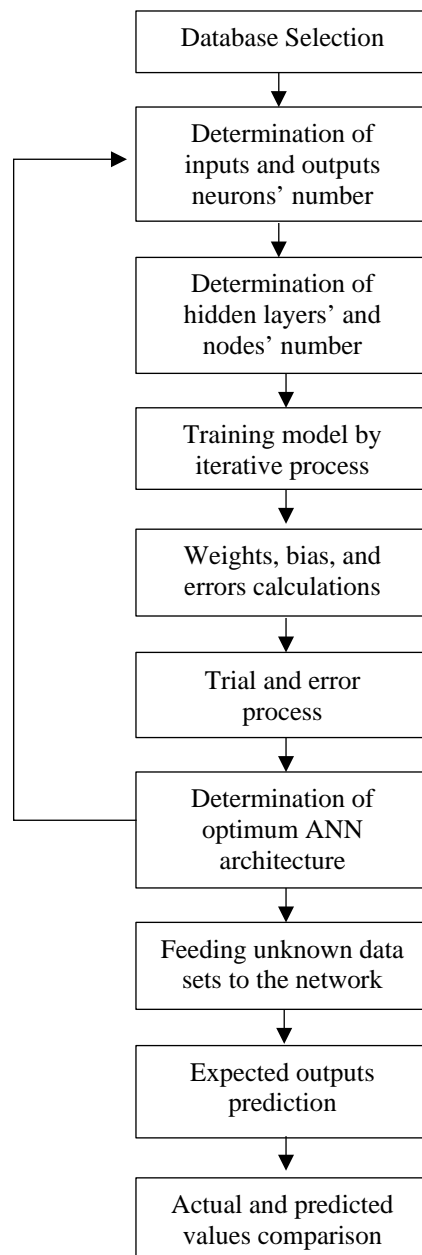 Database Selection
Determination of
inputs and outputs
neurons’ number
Determination of
hidden layers’ and
nodes’ number
Training model by
iterative process
Weights, bias, and
errors calculations
Trial and error
process
Determination of
optimum ANN
architecture
Feeding unknown data
sets to the network
Expected outputs
prediction
Actual and predicted
values comparison